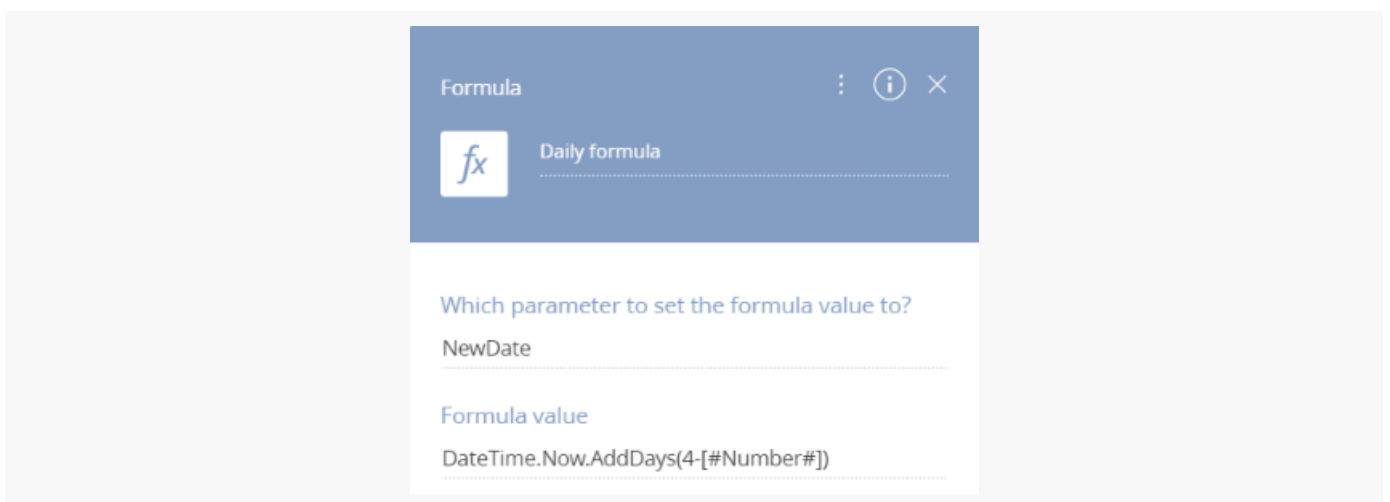 Formula
fx
Daily formula
Which parameter to set the formula value to?
NewDate
Formula value
DateTime.Now.AddDays(4-[#Number#])